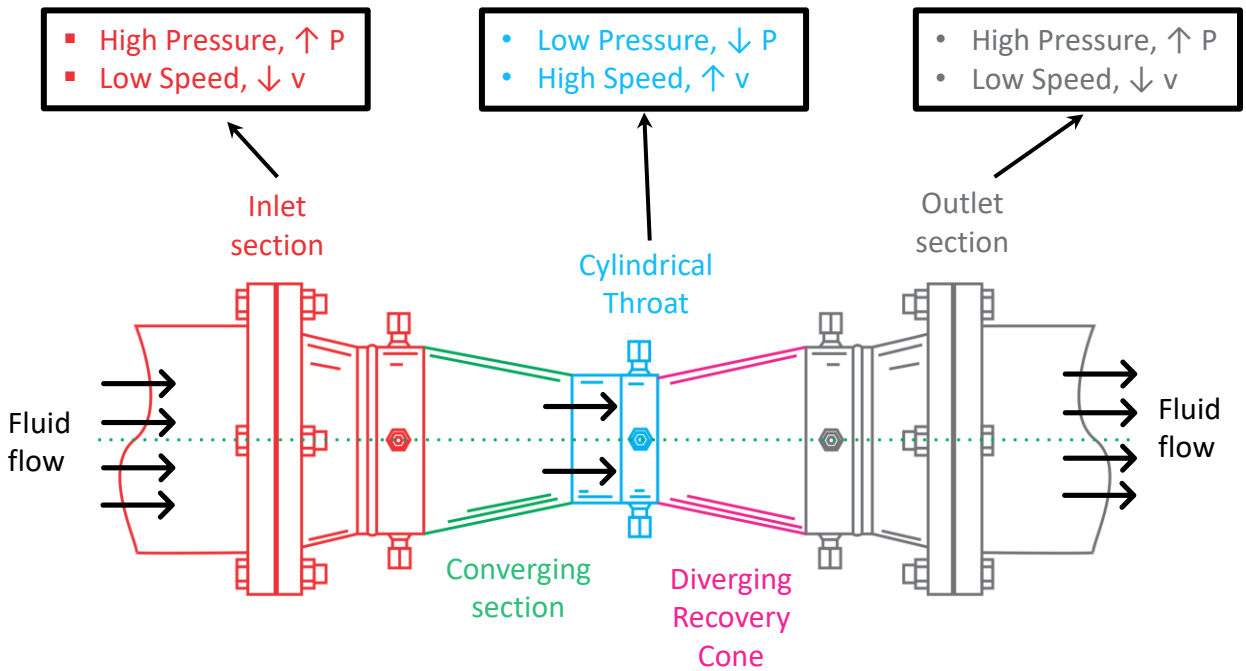 ▪ High Pressure, ↑ P
▪ Low Speed, ↓ v
• Low Pressure, ↓ P
• High Speed, ↑ v
• High Pressure, ↑ P
• Low Speed, ↓ v
Inlet
section
Cylindrical
Throat
Outlet
section
Fluid
flow
Fluid
flow
Converging
section
Diverging
Recovery
Cone